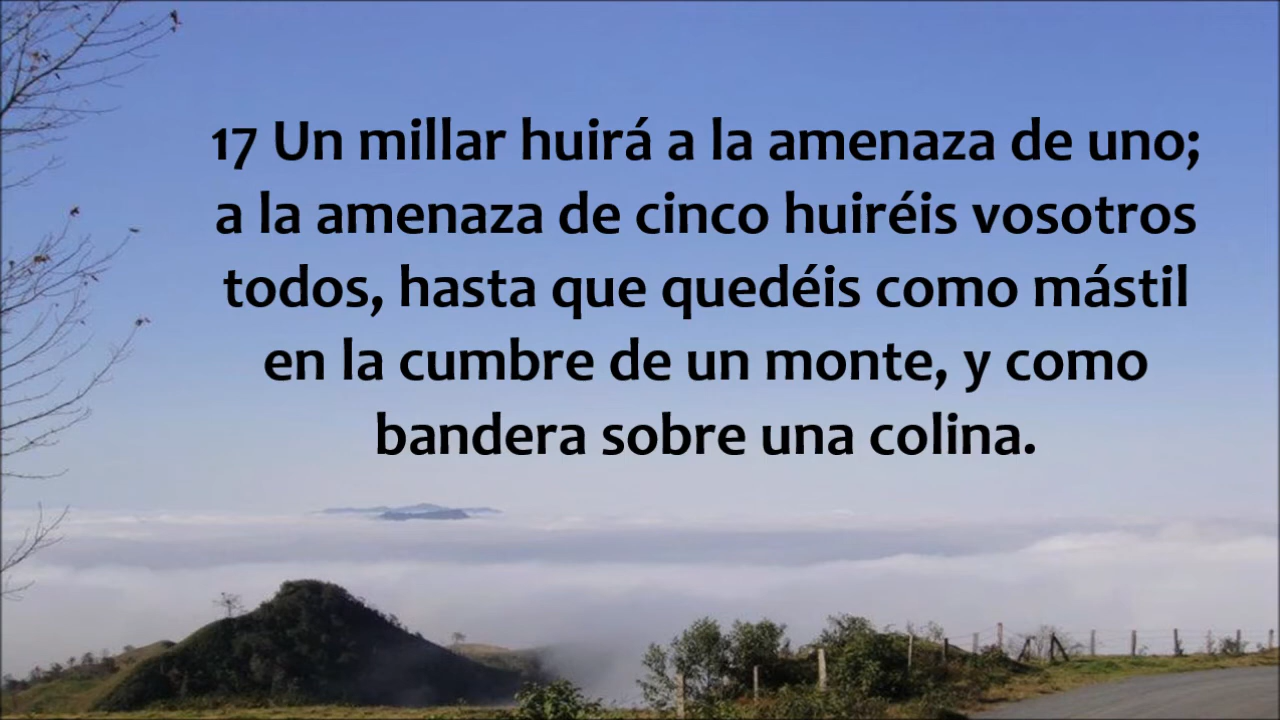 17 Un millar huirá a la amenaza de uno;
a la amenaza de cinco huiréis vosotros
todos, hasta que quedéis como mástil
en la cumbre de un monte, y como
bandera sobre una colina.